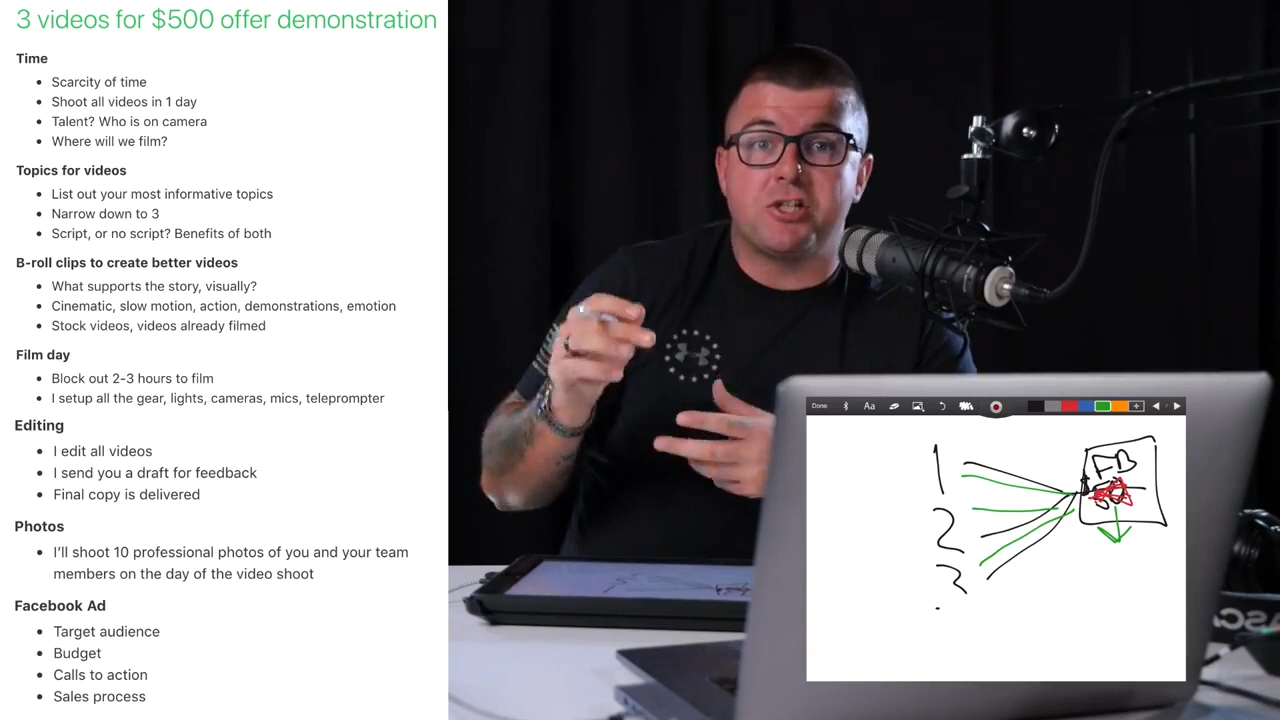 3 videos for $500 offer demonstration
Time
• Scarcity of time
• Shoot all videos in 1 day
• Talent? Who is on camera
• Where will we film?
Topics for videos
• List out your most informative topics
• Narrow down to 3
• Script, or no script? Benefits of both
B-roll clips to create better videos
• What supports the story, visually?
• Cinematic, slow motion, action, demonstrations, emotion
• Stock videos, videos already filmed
Film day
• Block out 2-3 hours to film
• I setup all the gear, lights, cameras, mics, teleprompter
Editing
• I edit all videos
• I send you a draft for feedback
• Final copy is delivered
Photos
• I’ll shoot 10 professional photos of you and your team
members on the day of the video shoot
Facebook Ad
• Target audience
• Budget
• Calls to action
• Sales process
Done Aa
1
FB
2
3